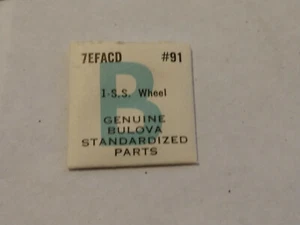 7EFACD #91
B
1-S.S. Wheel
GENUINE
BULOVA
STANDARDIZED
PARTS